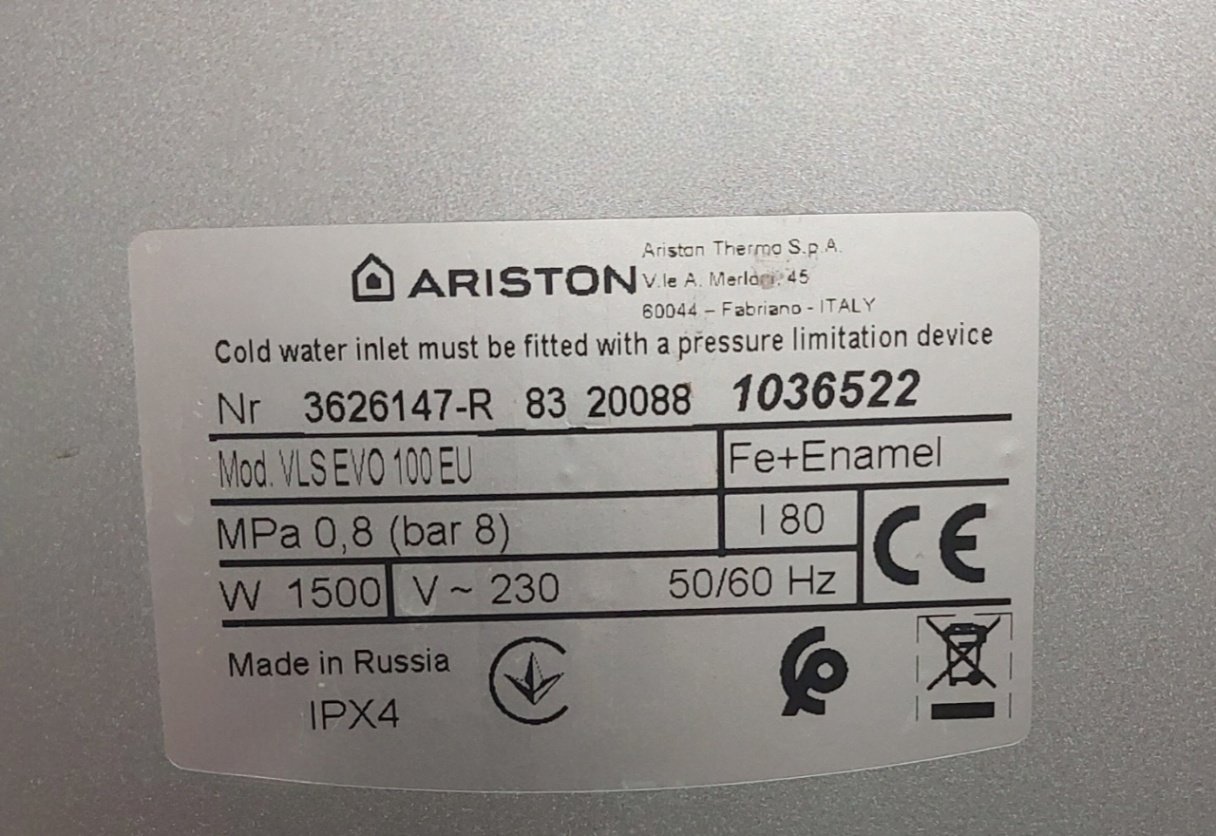 ARISTON
Ariston Thermo S.p.A.
V.le A. Merloni, 45
60044 – Fabriano - ITALY
Cold water inlet must be fitted with a pressure limitation device
Nr 3626147-R 83 20088 1036522
Mod. VLS EVO 100 EU Fe+Enamel
MPa 0,8 (bar 8) l 80 CE
W 1500 V ~ 230 50/60 Hz
Made in Russia
IPX4